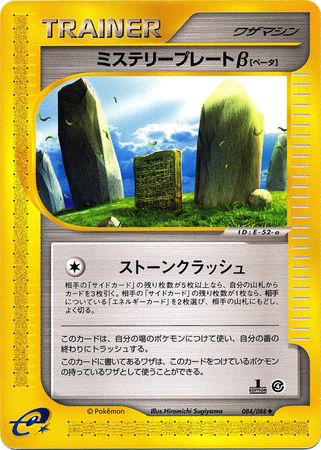 TRAINER
ワザマシン
ミステリープレートβ[ベータ]
ID:E-52-a
ストーンクラッシュ
相手の「サイドカード」の残り枚数が5枚以上なら、自分の山札から
カードを3枚引く。相手の「サイドカード」の残り枚数が1枚なら、相手
についている「エネルギーカード」を2枚選び、相手の山札にもどし、
よく切る。
このカードは、自分の場のポケモンにつけて使い、自分の番の
終わりにトラッシュする。
このカードに書いてあるワザは、このカードをつけているポケモン
の持っているワザとして使うことができる。
1
EDITION
e
©Pokémon
Illus.Hiromichi Sugiyama
084/088 ◆